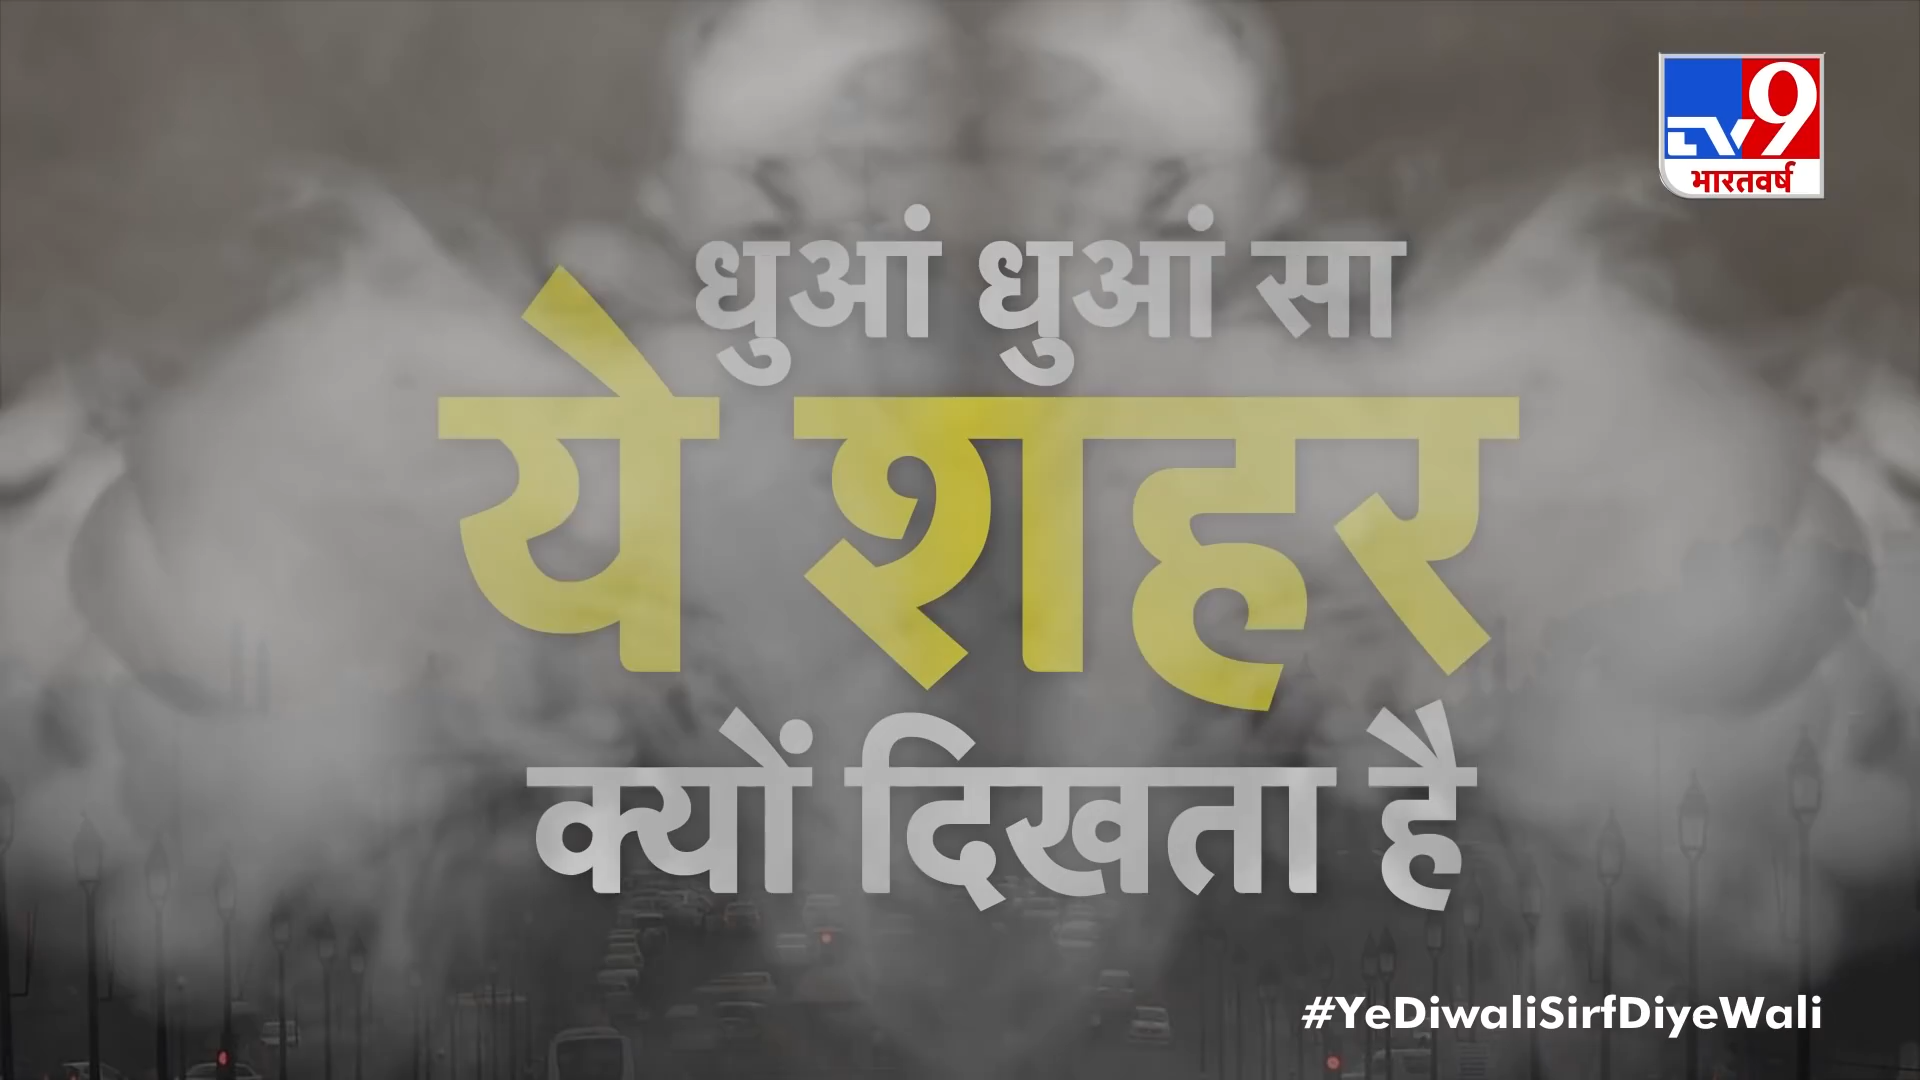 TV9
भारतवर्ष
धुआं धुआं सा
ये शहर
क्यों दिखता है
#YeDiwaliSirfDiyeWali